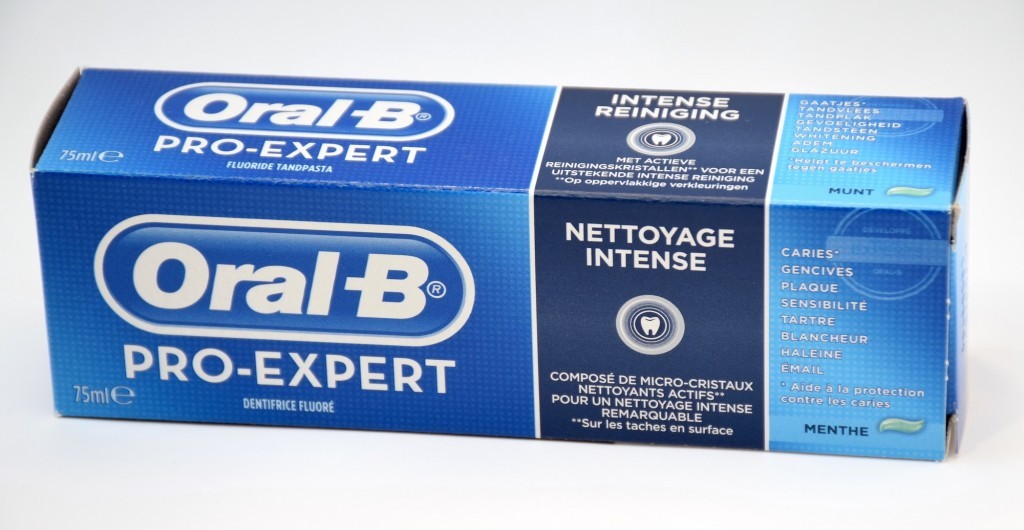 Oral-B®
PRO-EXPERT
75ml ℮
FLUORIDE TANDPASTA
INTENSE
REINIGING
MET ACTIEVE
REINIGINGSKRISTALLEN** VOOR EEN
UITSTEKENDE INTENSE REINIGING
**Op oppervlakkige verkleuringen
GAATJES*
TANDVLEES
TANDPLAK
GEVOELIGHEID
TANDSTEEN
WHITENING
ADEM
GLAZUUR
*Helpt te beschermen
tegen gaatjes
MUNT
Oral-B®
PRO-EXPERT
75ml ℮
DENTIFRICE FLUORÉ
NETTOYAGE
INTENSE
COMPOSÉ DE MICRO-CRISTAUX
NETTOYANTS ACTIFS**
POUR UN NETTOYAGE INTENSE
REMARQUABLE
**Sur les taches en surface
DÉVELOPPÉ
ORAL-B
CARIES*
GENCIVES
PLAQUE
SENSIBILITÉ
TARTRE
BLANCHEUR
HALEINE
EMAIL
* Aide à la protection
contre les caries
MENTHE